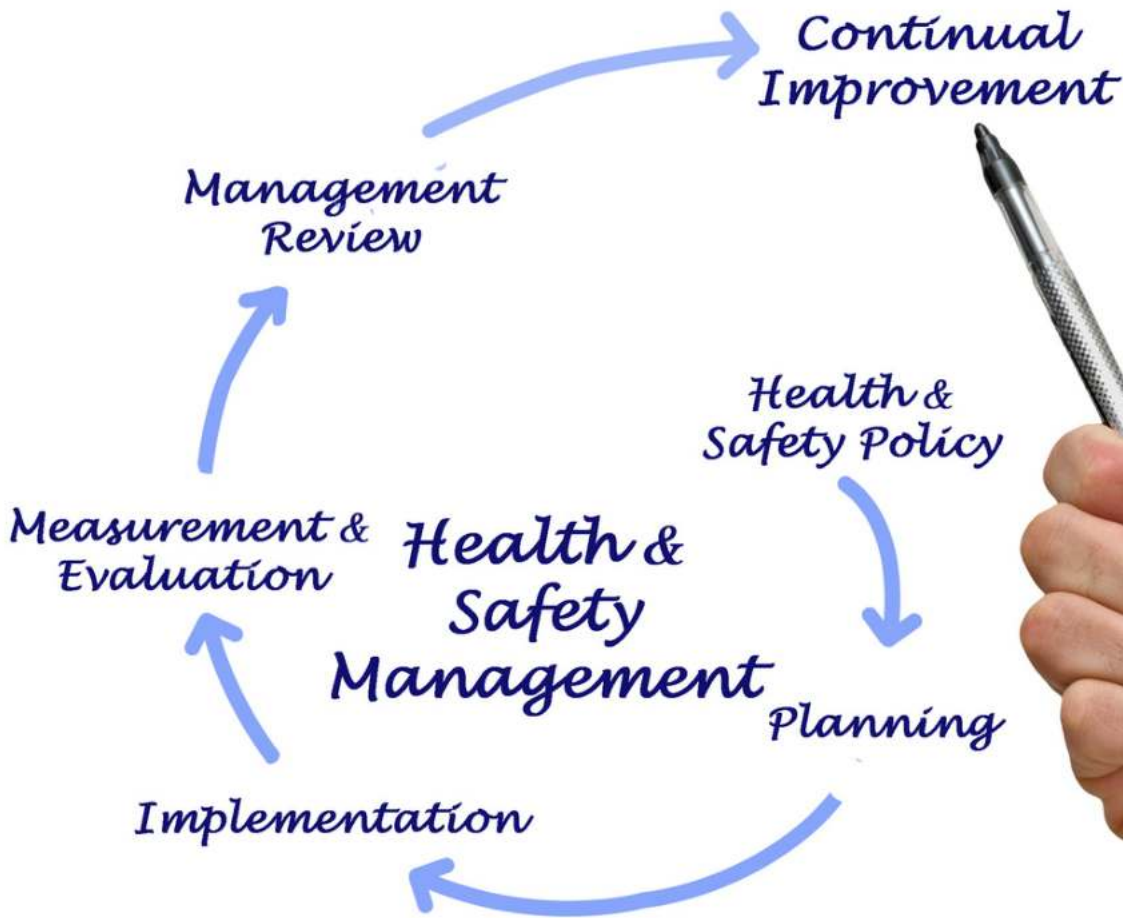 Continual
Improvement
Management
Review
Health &
Safety Policy
Measurement &
Evaluation
Health &
Safety
Management
Planning
Implementation